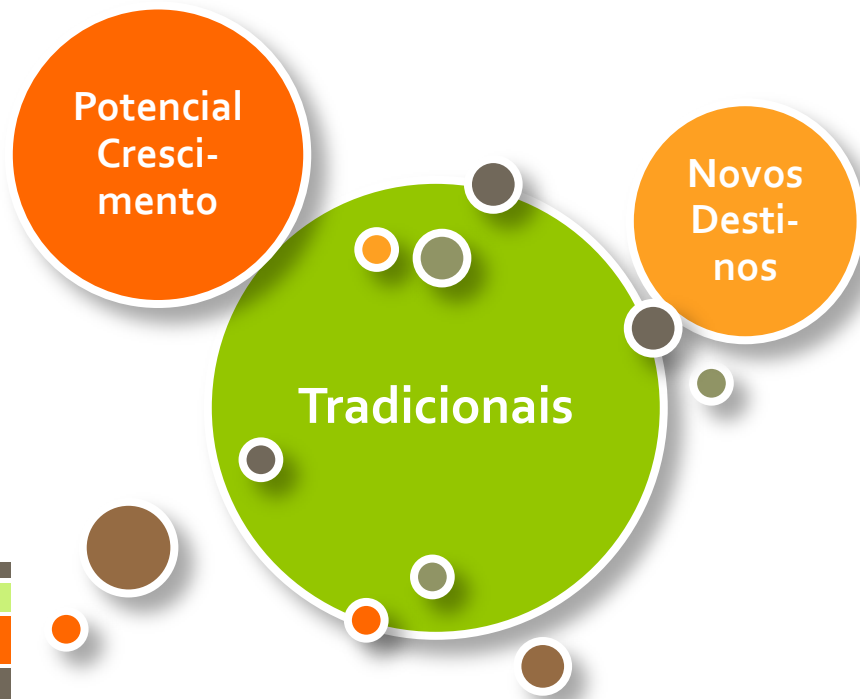 Potencial
Cresci-
mento
Novos
Desti-
nos
Tradicionais